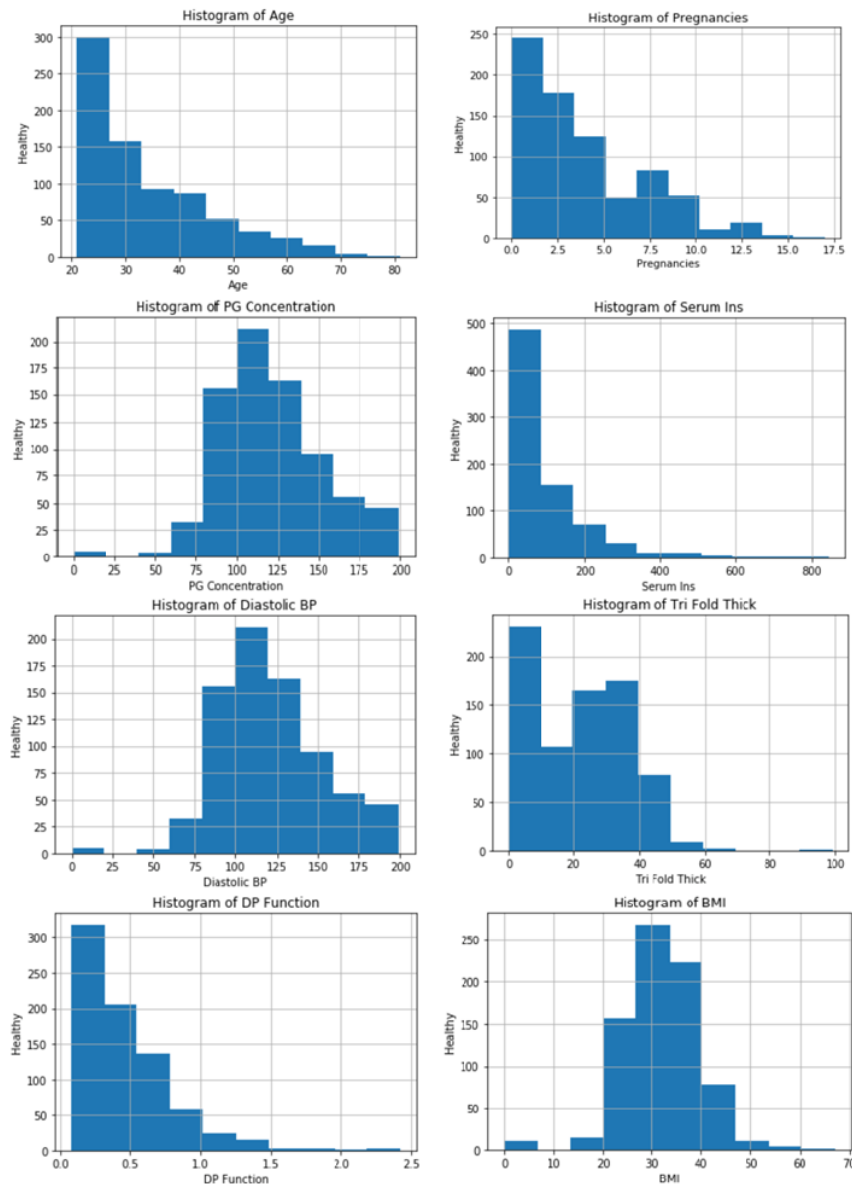 Histogram of Age
300
250
200
150
100
50
0
Healthy
20 30 40 50 60 70 80
Age
Histogram of Pregnancies
250
200
150
100
50
0
Healthy
0.0 2.5 5.0 7.5 10.0 12.5 15.0 17.5
Pregnancies
Histogram of PG Concentration
200
175
150
125
100
75
50
25
0
Healthy
0 25 50 75 100 125 150 175 200
PG Concentration
Histogram of Serum Ins
500
400
300
200
100
0
Healthy
0 200 400 600 800
Serum Ins
Histogram of Diastolic BP
200
175
150
125
100
75
50
25
0
Healthy
0 25 50 75 100 125 150 175 200
Diastolic BP
Histogram of Tri Fold Thick
200
150
100
50
0
Healthy
0 20 40 60 80 100
Tri Fold Thick
Histogram of DP Function
300
250
200
150
100
50
0
Healthy
0.0 0.5 1.0 1.5 2.0 2.5
DP Function
Histogram of BMI
250
200
150
100
50
0
Healthy
0 10 20 30 40 50 60 70
BMI